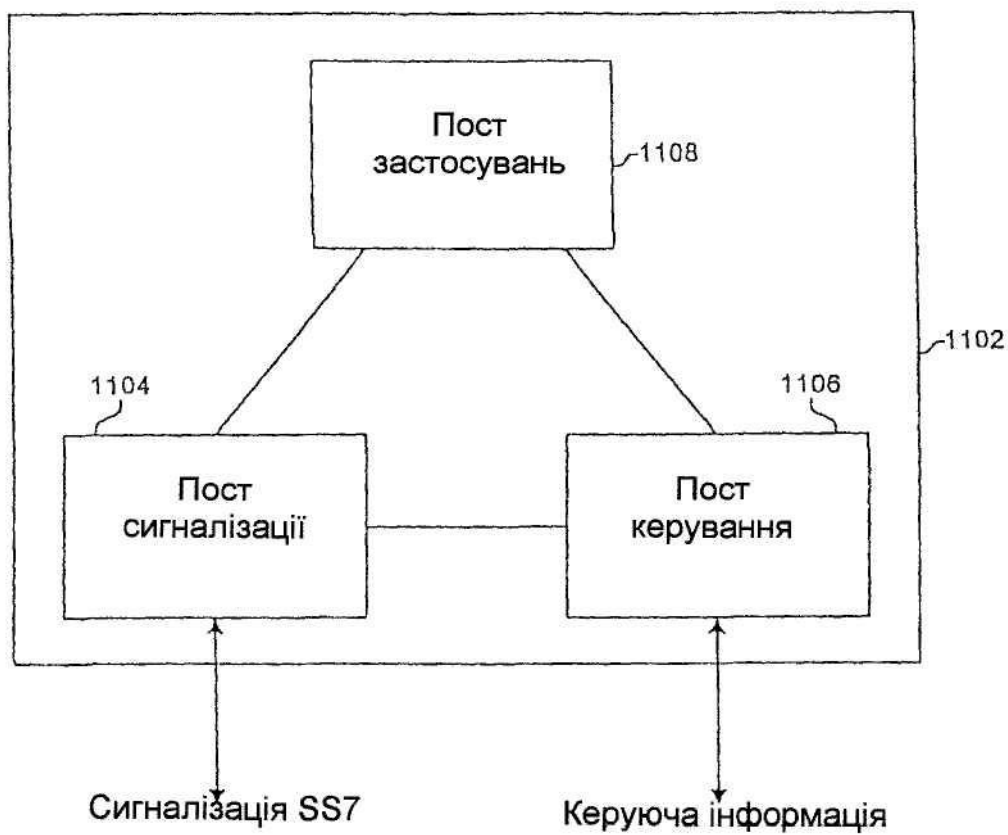 Пост
застосувань
1108
1102
1104
1106
Пост
сигналізації
Пост
керування
Сигналізація SS7
Керуюча інформація